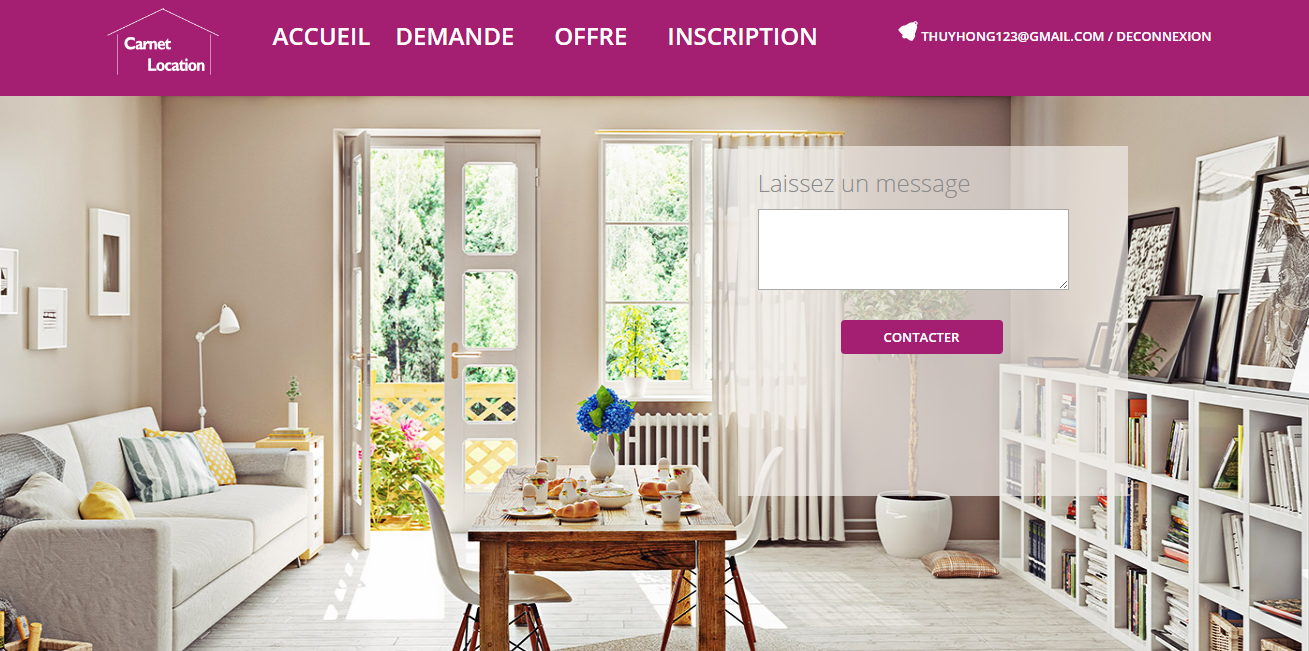 Carnet
Location
ACCUEIL DEMANDE OFFRE INSCRIPTION
THUYHONG123@GMAIL.COM / DECONNEXION
Laissez un message
CONTACTER